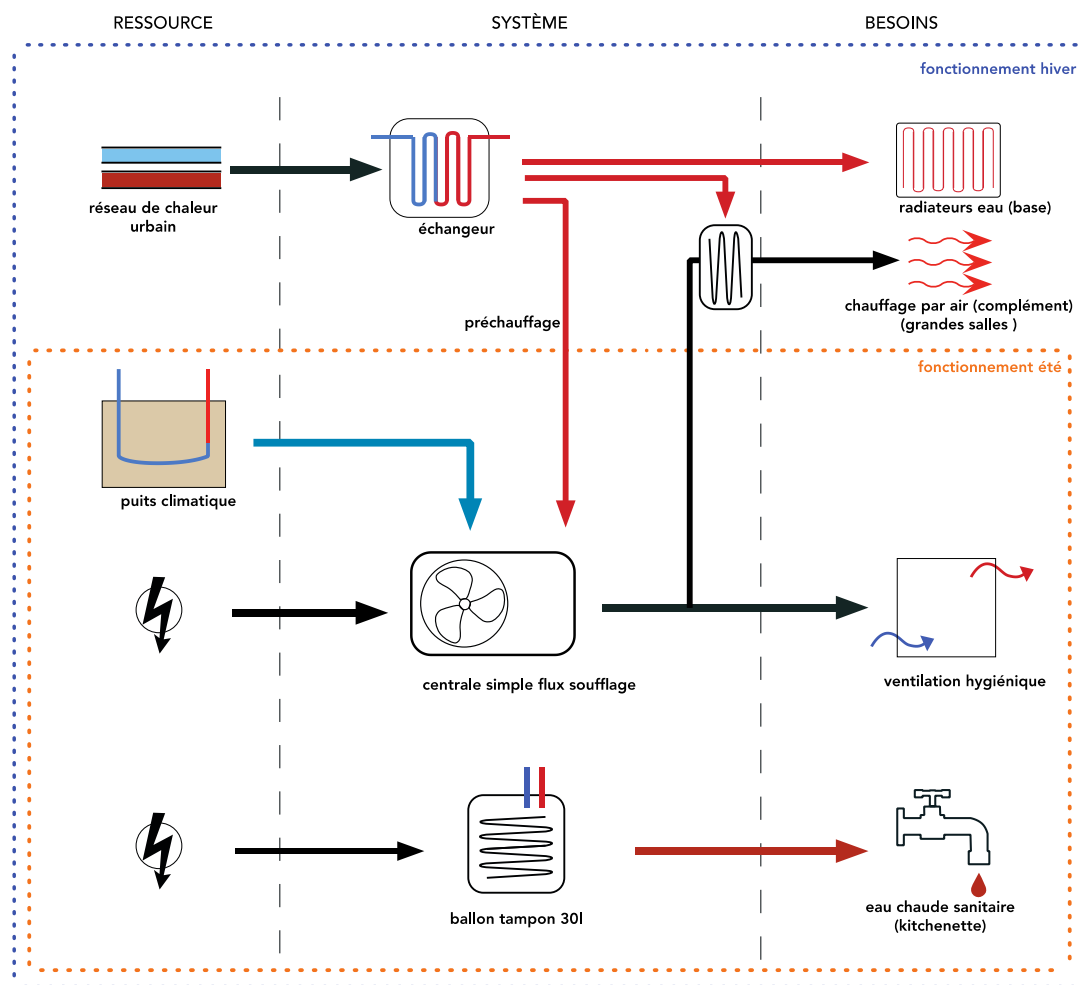 RESSOURCE
SYSTÈME
BESOINS
fonctionnement hiver
réseau de chaleur
urbain
échangeur
radiateurs eau (base)
chauffage par air (complément)
(grandes salles )
préchauffage
fonctionnement été
puits climatique
centrale simple flux soufflage
ventilation hygiénique
ballon tampon 30l
eau chaude sanitaire
(kitchenette)